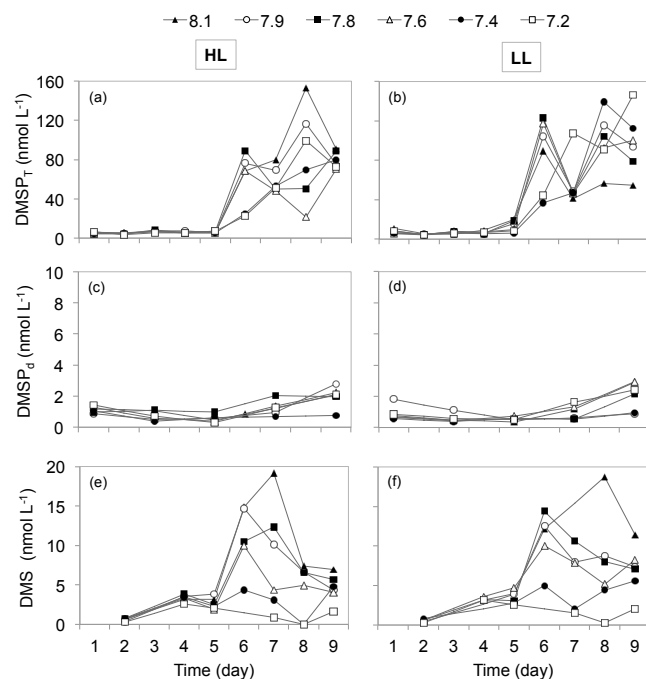 8.1 7.9 7.8 7.6 7.4 7.2
HL LL
160
120
80
40
0
DMSP_T (nmol L⁻¹)
(a)
(b)
10
8
6
4
2
0
DMSP_d (nmol L⁻¹)
(c)
(d)
20
15
10
5
0
DMS (nmol L⁻¹)
(e)
(f)
1 2 3 4 5 6 7 8 9 1 2 3 4 5 6 7 8 9
Time (day) Time (day)